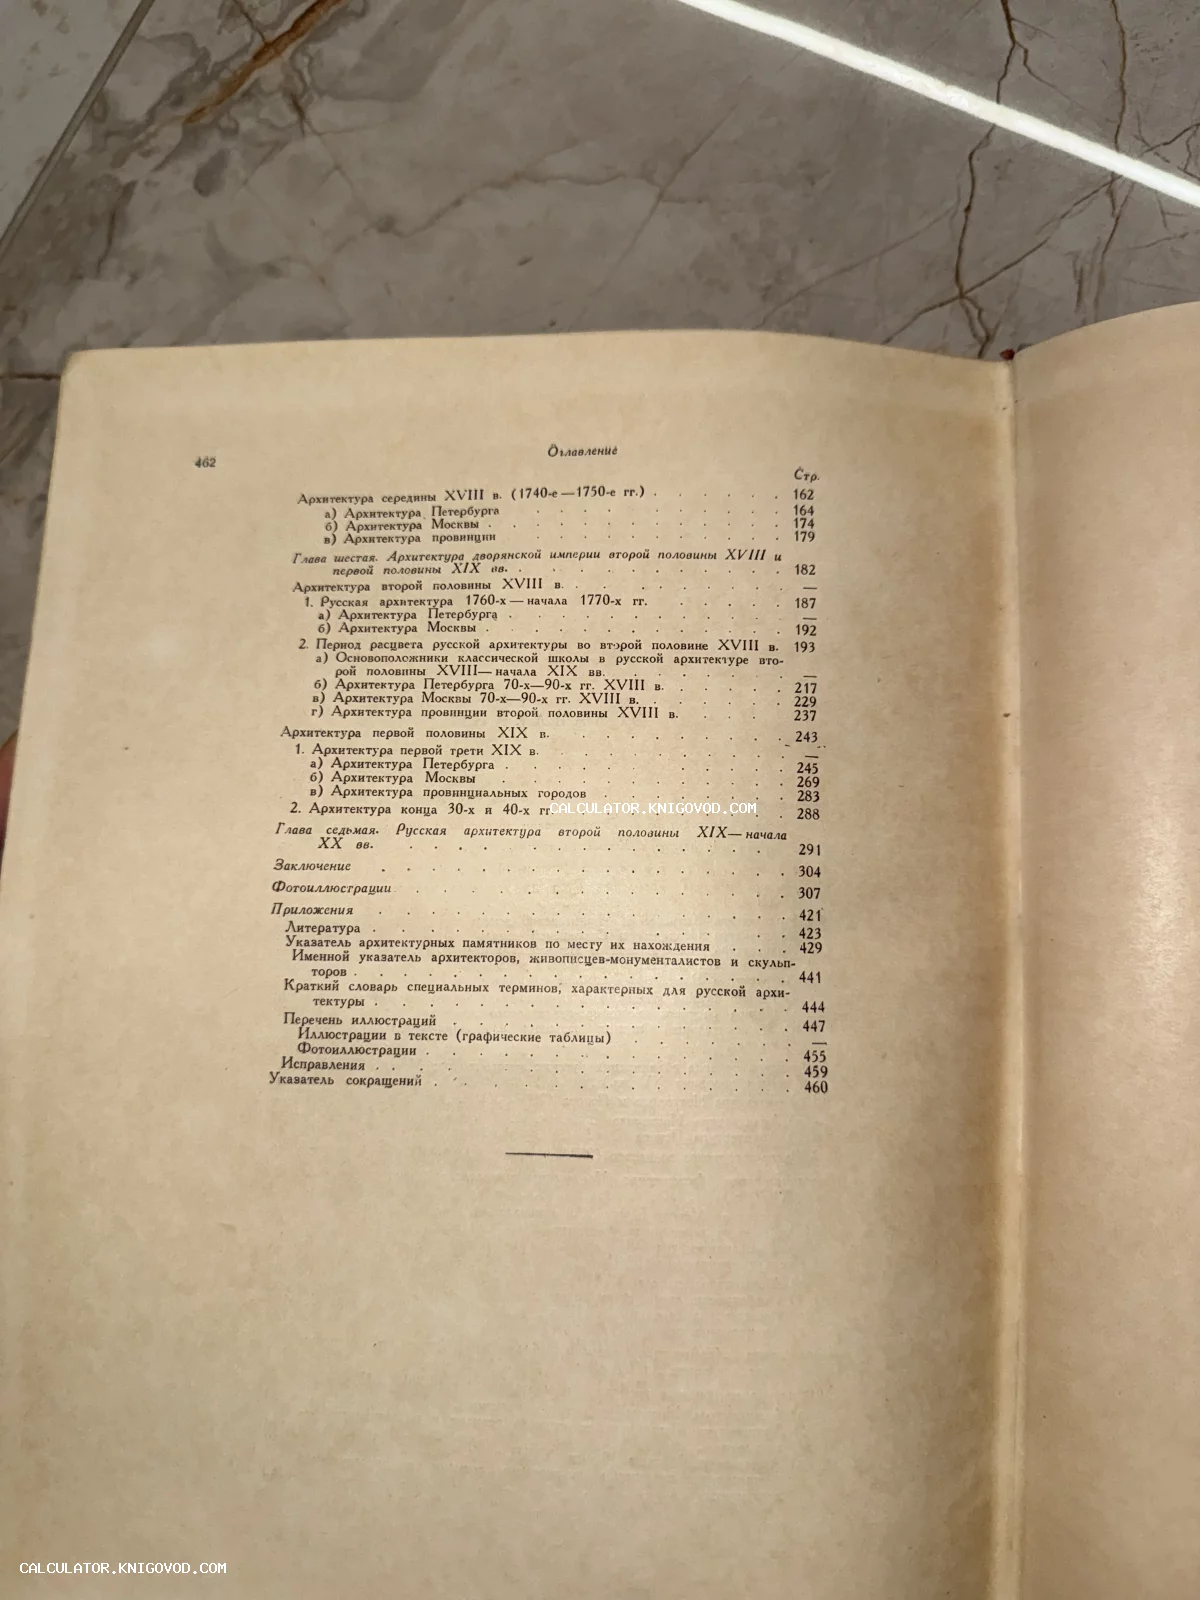 462
Оглавление
Стр.
Архитектура середины XVIII в. (1740-е — 1750-е гг.) . . . . . . 162
а) Архитектура Петербурга . . . . . . . . . . 164
б) Архитектура Москвы . . . . . . . . . . . . 174
в) Архитектура провинции . . . . . . . . . . 179
Глава шестая. Архитектура дворянской империи второй половины XVIII и
первой половины XIX вв. . . . . . . . . . . . 182
Архитектура второй половины XVIII в. . . . . . . . . —
1. Русская архитектура 1760-х — начала 1770-х гг. . . . . . 187
а) Архитектура Петербурга . . . . . . . . . . . —
б) Архитектура Москвы . . . . . . . . . . . . 192
2. Период расцвета русской архитектуры во второй половине XVIII в. 193
а) Основоположники классической школы в русской архитектуре вто-
рой половины XVIII— начала XIX вв. . . . . . . . —
б) Архитектура Петербурга 70-х—90-х гг. XVIII в. . . . . . 217
в) Архитектура Москвы 70-х—90-х гг. XVIII в. . . . . . . 229
г) Архитектура провинции второй половины XVIII в. . . . . 237
Архитектура первой половины XIX в. . . . . . . . . . 243
1. Архитектура первой трети XIX в. . . . . . . . . . —
а) Архитектура Петербурга . . . . . . . . . . . 245
б) Архитектура Москвы . . . . . . . . . . . 269
в) Архитектура провинциальных городов . . . . . . . 283
2. Архитектура конца 30-х и 40-х гг. . . . . . . . . 288
CALCULATOR.KNIGOVOD.COM
Глава седьмая. Русская архитектура второй половины XIX— начала
XX вв. . . . . . . . . . . . . . . . 291
Заключение . . . . . . . . . . . . . . . . 304
Фотоиллюстрации . . . . . . . . . . . . . . 307
Приложения . . . . . . . . . . . . . . . . 421
Литература . . . . . . . . . . . . . . . . 423
Указатель архитектурных памятников по месту их нахождения . . . 429
Именной указатель архитекторов, живописцев-монументалистов и скульп-
торов . . . . . . . . . . . . . . . . . 441
Краткий словарь специальных терминов, характерных для русской архи-
тектуры . . . . . . . . . . . . . . . . 444
Перечень иллюстраций . . . . . . . . . . . . . 447
Иллюстрации в тексте (графические таблицы) . . . . . . —
Фотоиллюстрации . . . . . . . . . . . . . . 455
Исправления . . . . . . . . . . . . . . . . 459
Указатель сокращений . . . . . . . . . . . . . 460
CALCULATOR.KNIGOVOD.COM